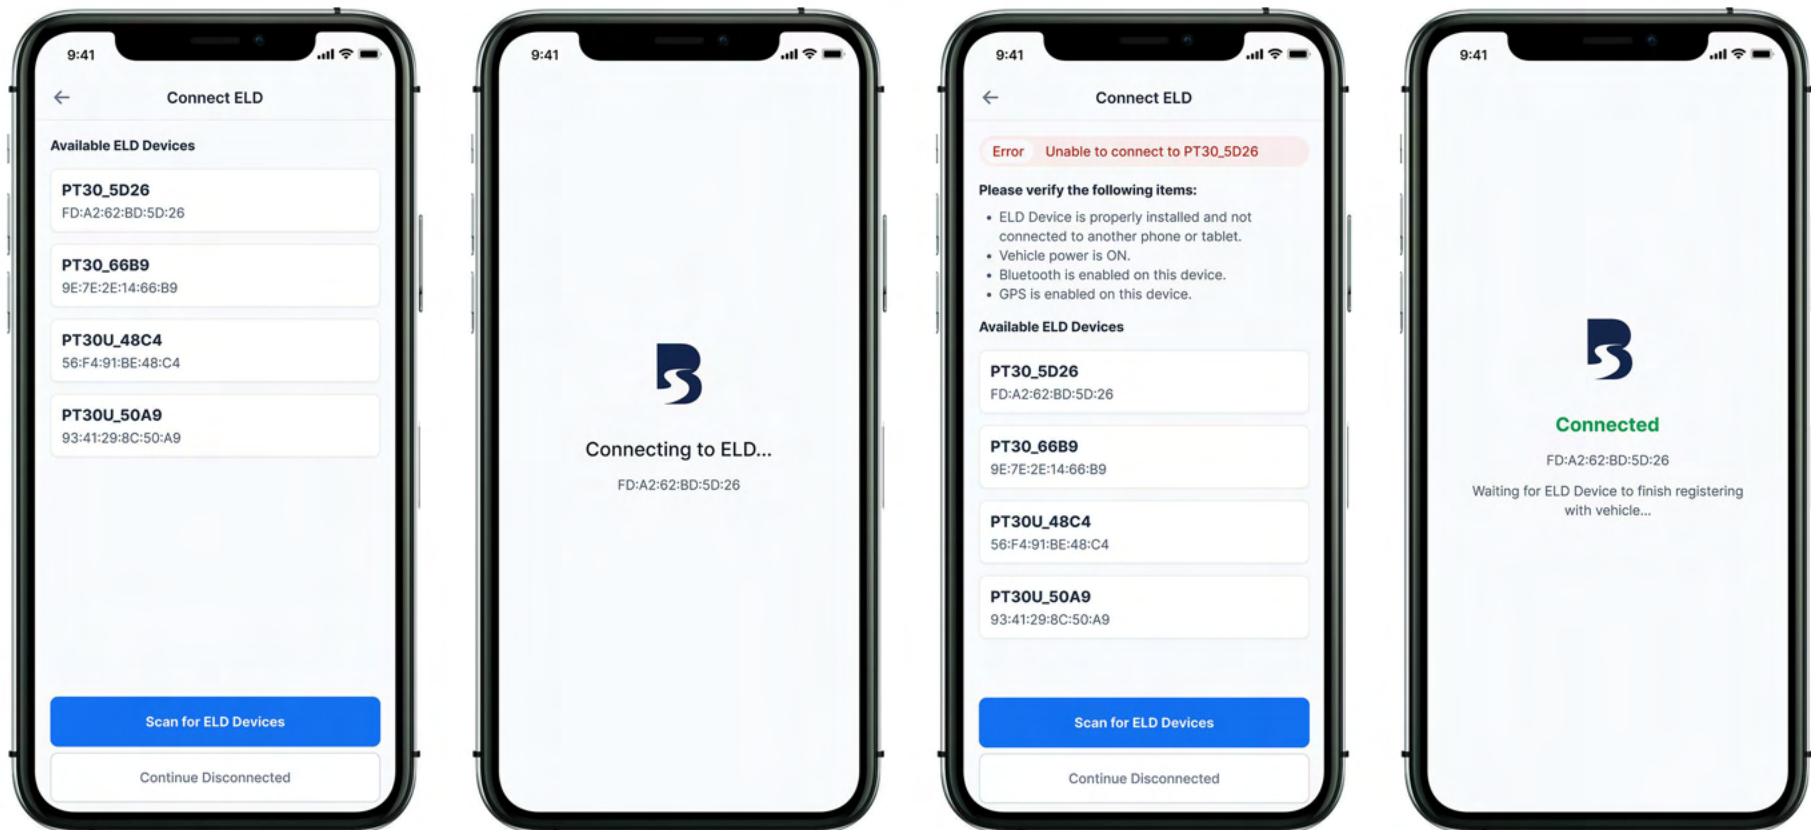 9:41
Connect ELD
Available ELD Devices
PT30_5D26
FD:A2:62:BD:5D:26
PT30_66B9
9E:7E:2E:14:66:B9
PT30U_48C4
56:F4:91:BE:48:C4
PT30U_50A9
93:41:29:8C:50:A9
Scan for ELD Devices
Continue Disconnected
9:41
Connecting to ELD...
FD:A2:62:BD:5D:26
9:41
Connect ELD
Error Unable to connect to PT30_5D26
Please verify the following items:
• ELD Device is properly installed and not
connected to another phone or tablet.
• Vehicle power is ON.
• Bluetooth is enabled on this device.
• GPS is enabled on this device.
Available ELD Devices
PT30_5D26
FD:A2:62:BD:5D:26
PT30_66B9
9E:7E:2E:14:66:B9
PT30U_48C4
56:F4:91:BE:48:C4
PT30U_50A9
93:41:29:8C:50:A9
Scan for ELD Devices
Continue Disconnected
9:41
Connected
FD:A2:62:BD:5D:26
Waiting for ELD Device to finish registering
with vehicle...